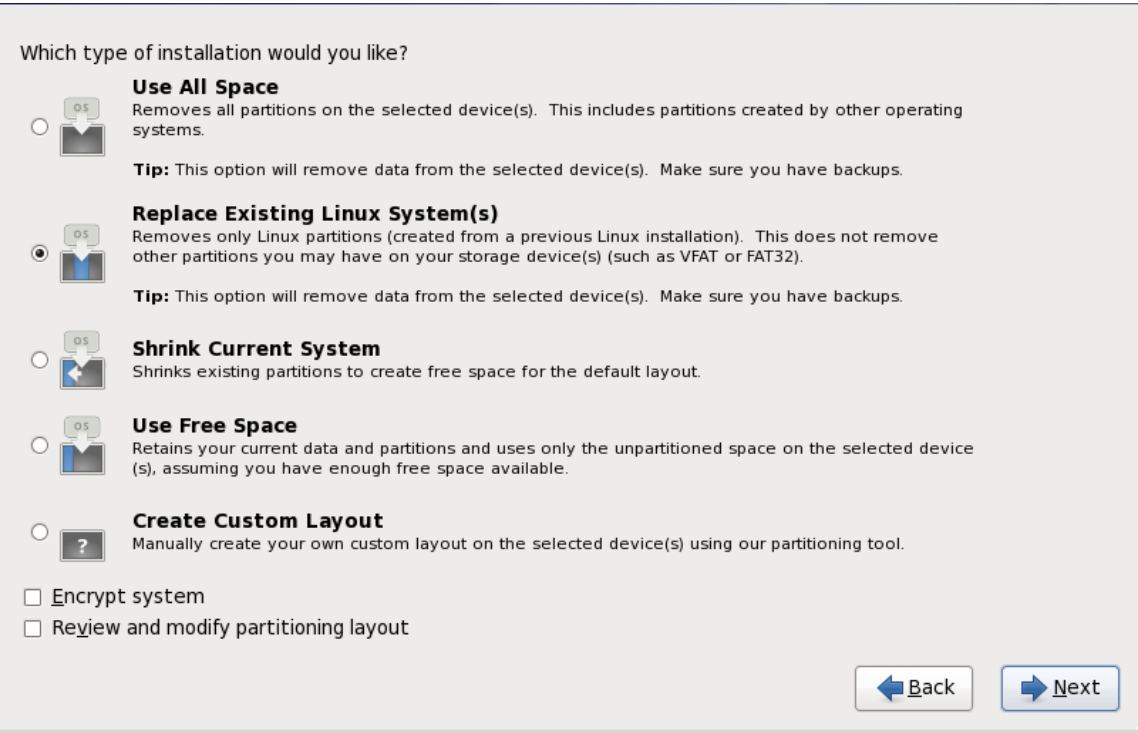 Which type of installation would you like?
OS
Use All Space
Removes all partitions on the selected device(s).  This includes partitions created by other operating
systems.
Tip: This option will remove data from the selected device(s).  Make sure you have backups.
OS
Replace Existing Linux System(s)
Removes only Linux partitions (created from a previous Linux installation).  This does not remove
other partitions you may have on your storage device(s) (such as VFAT or FAT32).
Tip: This option will remove data from the selected device(s).  Make sure you have backups.
OS
Shrink Current System
Shrinks existing partitions to create free space for the default layout.
OS
Use Free Space
Retains your current data and partitions and uses only the unpartitioned space on the selected device
(s), assuming you have enough free space available.
?
Create Custom Layout
Manually create your own custom layout on the selected device(s) using our partitioning tool.
Encrypt system
Review and modify partitioning layout
Back
Next